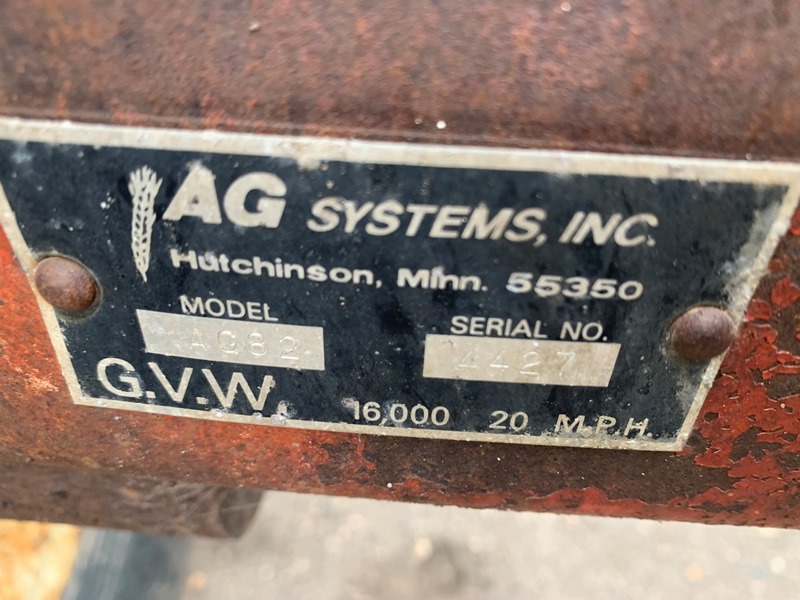 AG SYSTEMS, INC.
Hutchinson, Minn. 55350
MODEL SERIAL NO.
AG82 4427
G.V.W. 16,000 20 M.P.H.